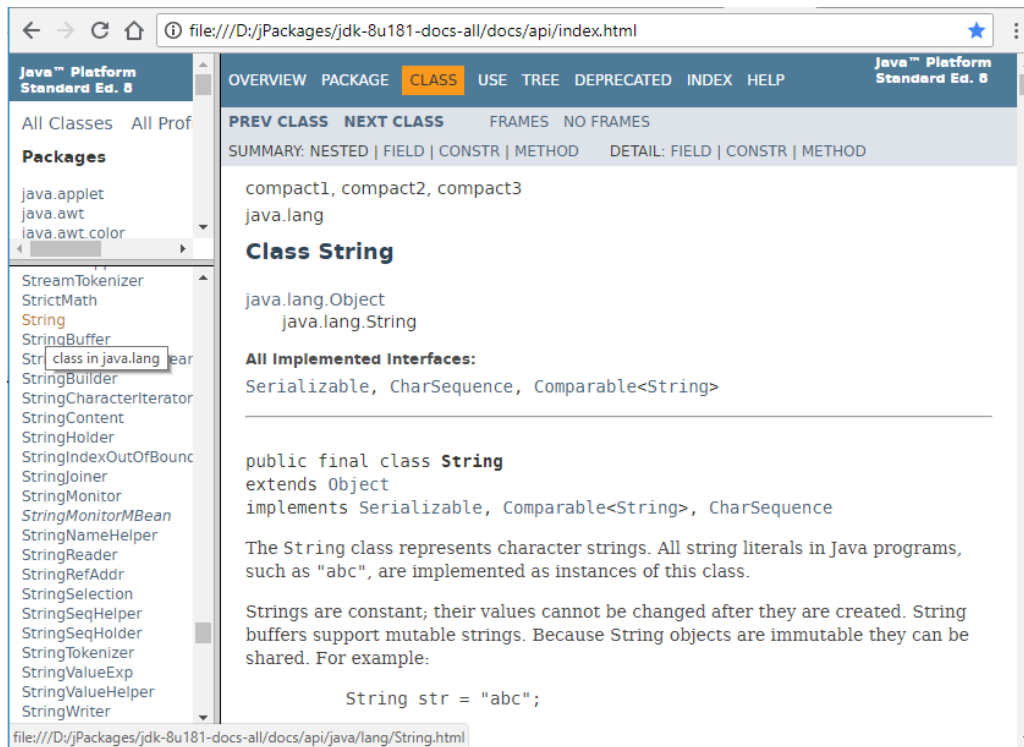 file:///D:/jPackages/jdk-8u181-docs-all/docs/api/index.html
Java™ Platform
Standard Ed. 8
All Classes All Prof
Packages
java.applet
java.awt
java.awt.color
StreamTokenizer
StrictMath
String
StringBuffer
class in java.lang
StringBuilder
StringCharacterIterator
StringContent
StringHolder
StringIndexOutOfBound
StringJoiner
StringMonitor
StringMonitorMBean
StringNameHelper
StringReader
StringRefAddr
StringSelection
StringSeqHelper
StringSeqHolder
StringTokenizer
StringValueExp
StringValueHelper
StringWriter
OVERVIEW PACKAGE CLASS USE TREE DEPRECATED INDEX HELP
Java™ Platform
Standard Ed. 8
PREV CLASS NEXT CLASS FRAMES NO FRAMES
SUMMARY: NESTED | FIELD | CONSTR | METHOD DETAIL: FIELD | CONSTR | METHOD
compact1, compact2, compact3
java.lang
Class String
java.lang.Object
java.lang.String
All Implemented Interfaces:
Serializable, CharSequence, Comparable<String>
public final class String
extends Object
implements Serializable, Comparable<String>, CharSequence
The String class represents character strings. All string literals in Java programs,
such as "abc", are implemented as instances of this class.
Strings are constant; their values cannot be changed after they are created. String
buffers support mutable strings. Because String objects are immutable they can be
shared. For example:
String str = "abc";
file:///D:/jPackages/jdk-8u181-docs-all/docs/api/java/lang/String.html